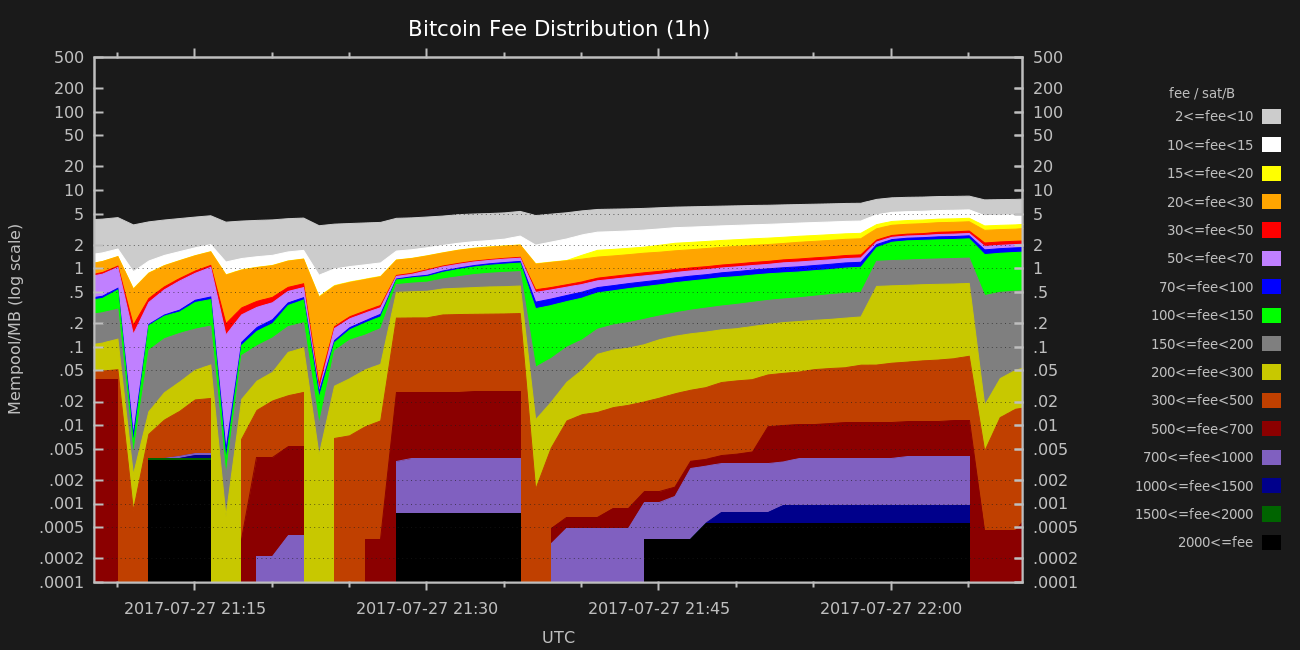 Bitcoin Fee Distribution (1h)
500 500
200 200
100 100
50 50
20 20
10 10
5 5
2 2
1 1
.5 .5
.2 .2
.1 .1
.05 .05
.02 .02
.01 .01
.005 .005
.002 .002
.001 .001
.0005 .0005
.0002 .0002
.0001 .0001
Mempool/MB (log scale)
2017-07-27 21:15 2017-07-27 21:30 2017-07-27 21:45 2017-07-27 22:00
UTC
fee / sat/B
2<=fee<10
10<=fee<15
15<=fee<20
20<=fee<30
30<=fee<50
50<=fee<70
70<=fee<100
100<=fee<150
150<=fee<200
200<=fee<300
300<=fee<500
500<=fee<700
700<=fee<1000
1000<=fee<1500
1500<=fee<2000
2000<=fee